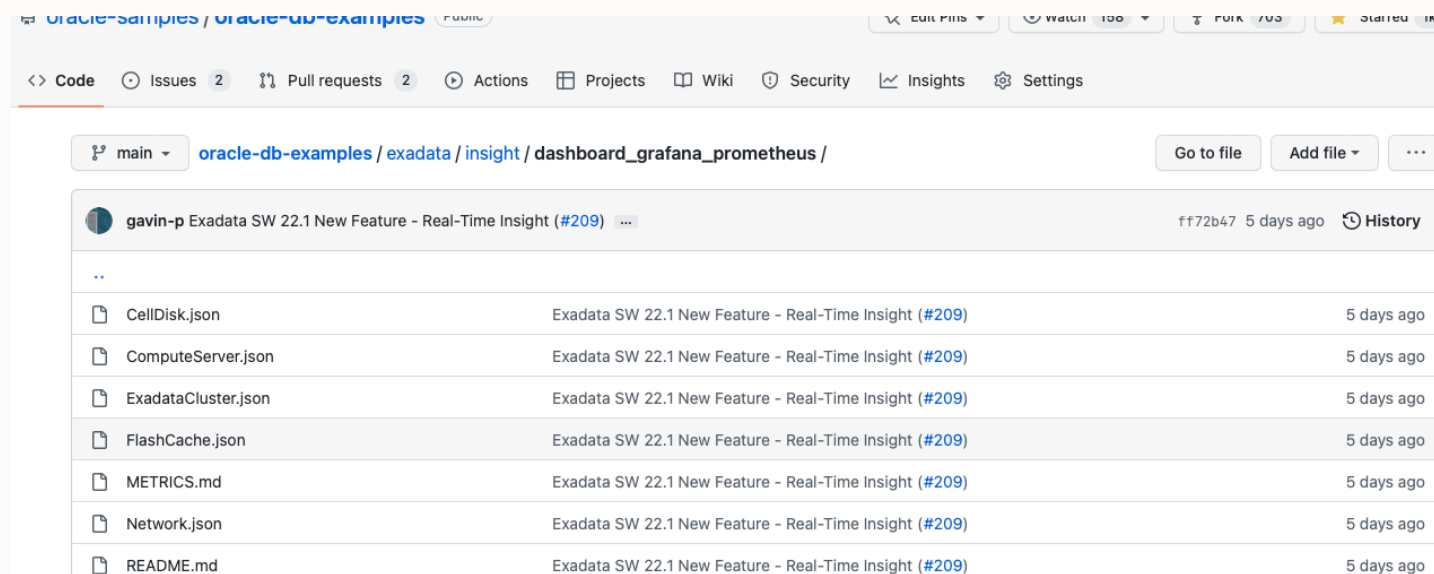 oracle-samples / oracle-db-examples Public Edit Pins Watch 158 Fork 703 Starred
<> Code Issues 2 Pull requests 2 Actions Projects Wiki Security Insights Settings
main oracle-db-examples / exadata / insight / dashboard_grafana_prometheus / Go to file Add file ...
gavin-p Exadata SW 22.1 New Feature - Real-Time Insight (#209) ... ff72b47 5 days ago History
..
CellDisk.json Exadata SW 22.1 New Feature - Real-Time Insight (#209) 5 days ago
ComputeServer.json Exadata SW 22.1 New Feature - Real-Time Insight (#209) 5 days ago
ExadataCluster.json Exadata SW 22.1 New Feature - Real-Time Insight (#209) 5 days ago
FlashCache.json Exadata SW 22.1 New Feature - Real-Time Insight (#209) 5 days ago
METRICS.md Exadata SW 22.1 New Feature - Real-Time Insight (#209) 5 days ago
Network.json Exadata SW 22.1 New Feature - Real-Time Insight (#209) 5 days ago
README.md Exadata SW 22.1 New Feature - Real-Time Insight (#209) 5 days ago